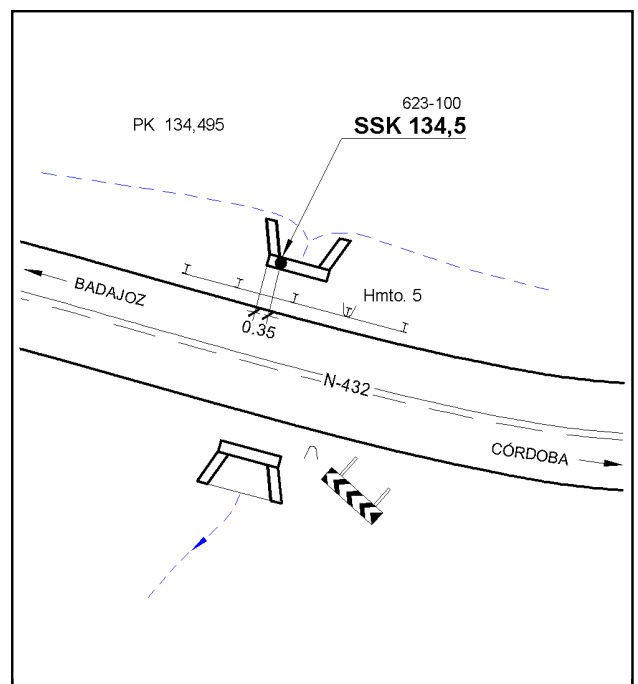 623-100
PK 134,495
SSK 134,5
Hmto. 5
BADAJOZ
0.35
N-432
CÓRDOBA